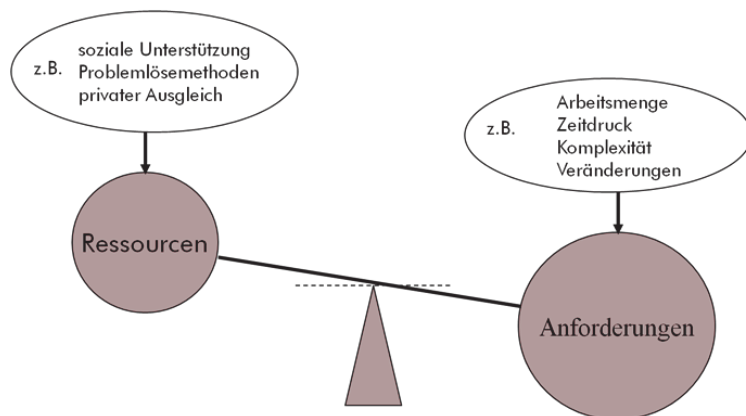 z.B.
soziale Unterstützung
Problemlösemethoden
privater Ausgleich
z.B.
Arbeitsmenge
Zeitdruck
Komplexität
Veränderungen
Ressourcen
Anforderungen